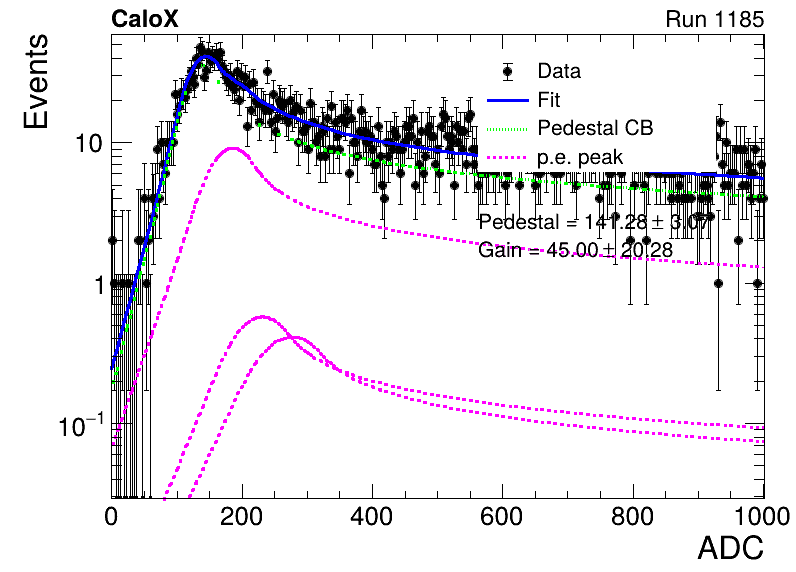 CaloX Run 1185
Events
Data
Fit
Pedestal CB
p.e. peak
Pedestal = 141.28 ± 3.07
Gain = 45.00 ± 20.28
10
1
10⁻¹
0 200 400 600 800 1000
ADC